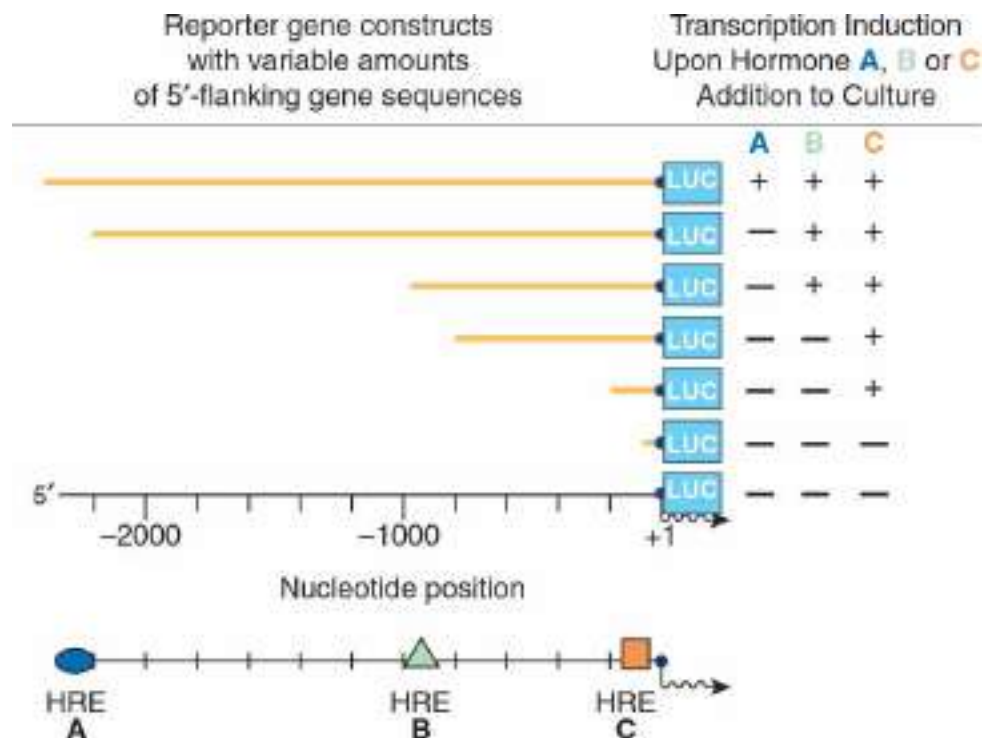 Reporter gene constructs
with variable amounts
of 5′-flanking gene sequences
Transcription Induction
Upon Hormone A, B or C
Addition to Culture
A B C
LUC + + +
LUC — + +
LUC — + +
LUC — — +
LUC — — +
LUC — — —
5′ LUC — — —
−2000 −1000 +1
Nucleotide position
HRE HRE HRE
A B C